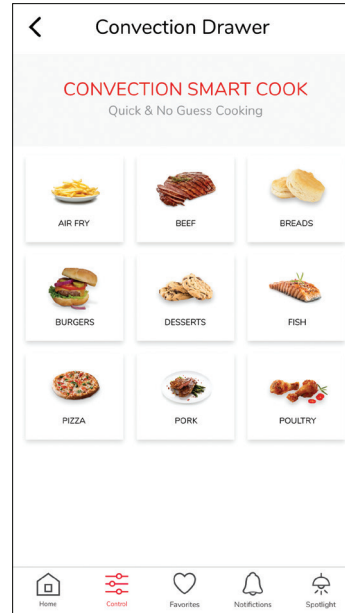 Convection Drawer
CONVECTION SMART COOK
Quick & No Guess Cooking
AIR FRY
BEEF
BREADS
BURGERS
DESSERTS
FISH
PIZZA
PORK
POULTRY
Home
Control
Favorites
Notifictions
Spotlight